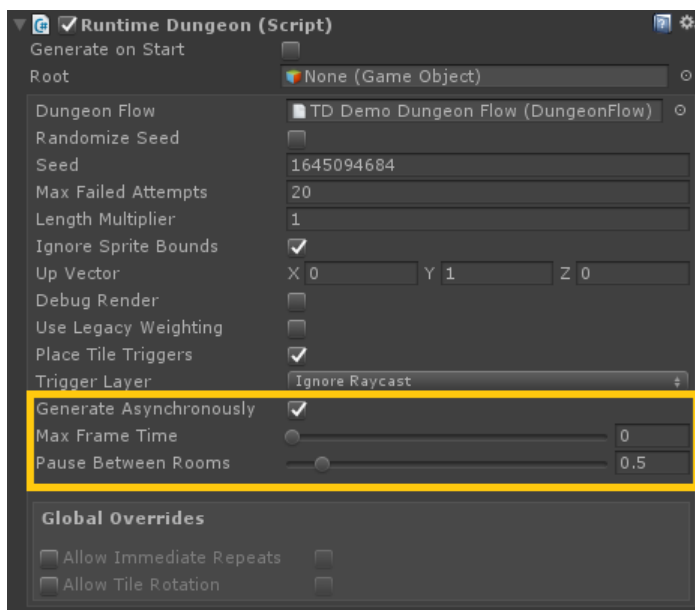 Runtime Dungeon (Script)
Generate on Start
Root None (Game Object)
Dungeon Flow TD Demo Dungeon Flow (DungeonFlow)
Randomize Seed
Seed 1645094684
Max Failed Attempts 20
Length Multiplier 1
Ignore Sprite Bounds
Up Vector X 0 Y 1 Z 0
Debug Render
Use Legacy Weighting
Place Tile Triggers
Trigger Layer Ignore Raycast
Generate Asynchronously
Max Frame Time 0
Pause Between Rooms 0.5
Global Overrides
Allow Immediate Repeats
Allow Tile Rotation